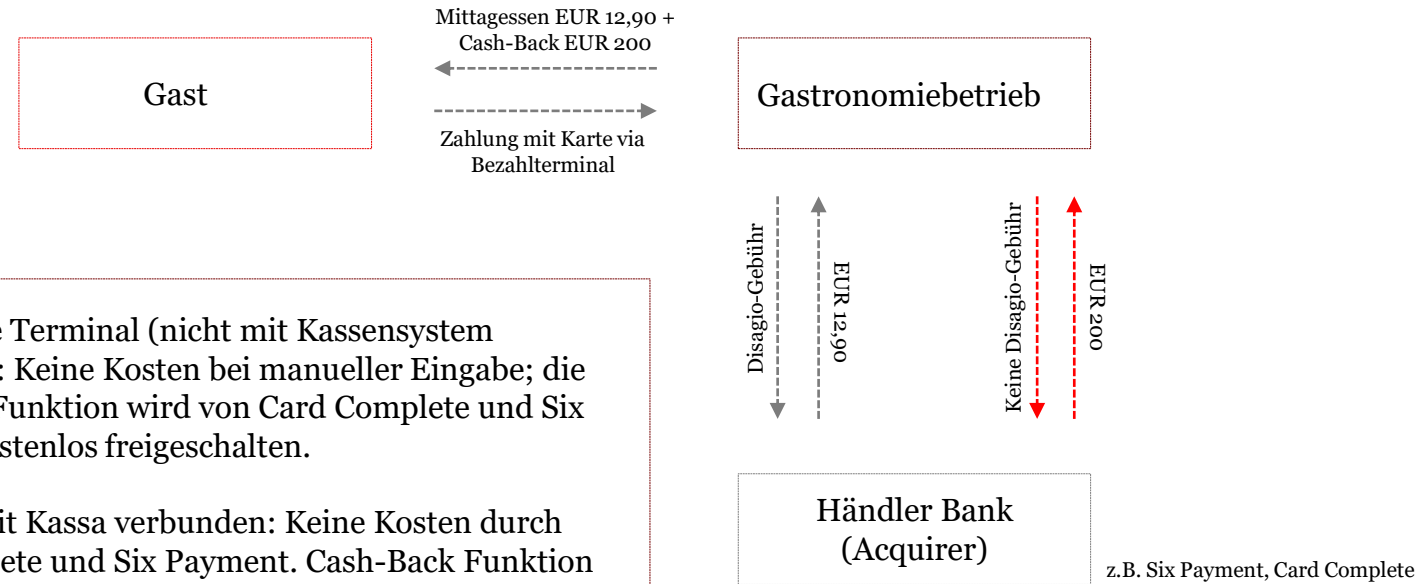 Mittagessen EUR 12,90 +
Cash-Back EUR 200
Gast
Gastronomiebetrieb
Zahlung mit Karte via
Bezahlterminal
Disagio-Gebühr
EUR 12,90
Keine Disagio-Gebühr
EUR 200
Terminal (nicht mit Kassensystem
: Keine Kosten bei manueller Eingabe; die
Funktion wird von Card Complete und Six
kostenlos freigeschalten.
mit Kassa verbunden: Keine Kosten durch
und Six Payment. Cash-Back Funktion
Händler Bank
(Acquirer)
z.B. Six Payment, Card Complete